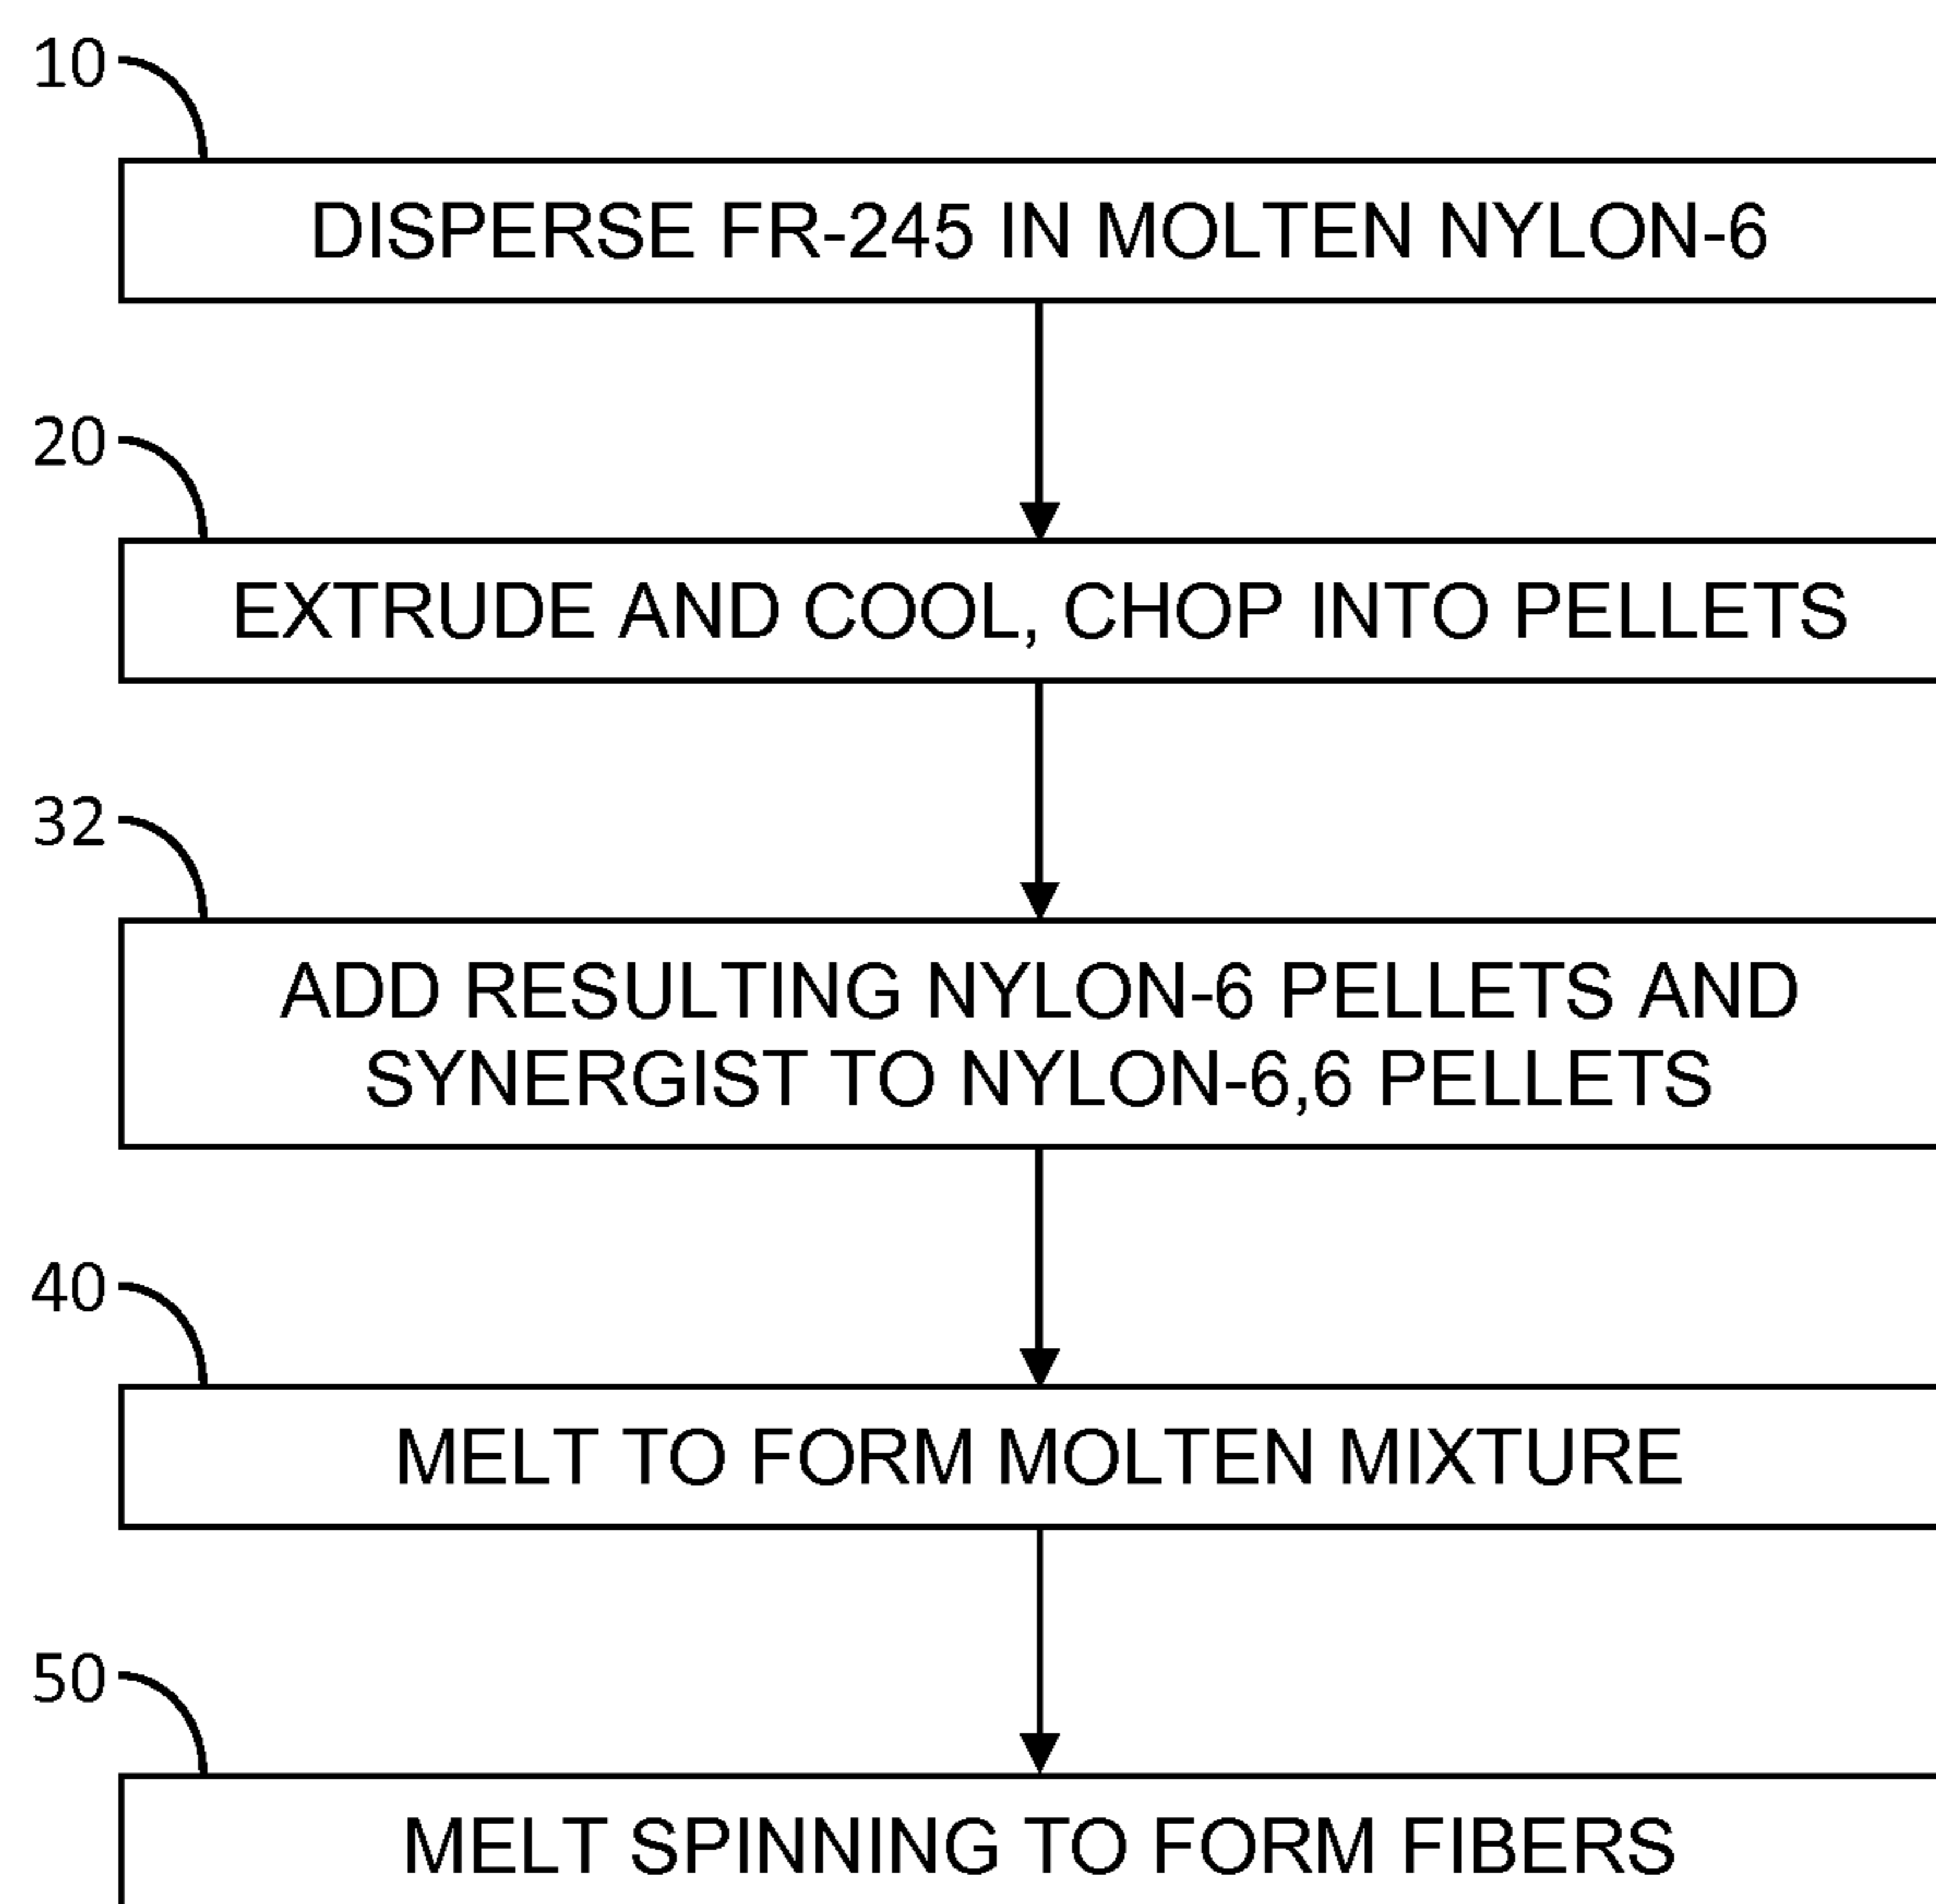 10
DISPERSE FR-245 IN MOLTEN NYLON-6
20
EXTRUDE AND COOL, CHOP INTO PELLETS
32
ADD RESULTING NYLON-6 PELLETS AND
SYNERGIST TO NYLON-6,6 PELLETS
40
MELT TO FORM MOLTEN MIXTURE
50
MELT SPINNING TO FORM FIBERS